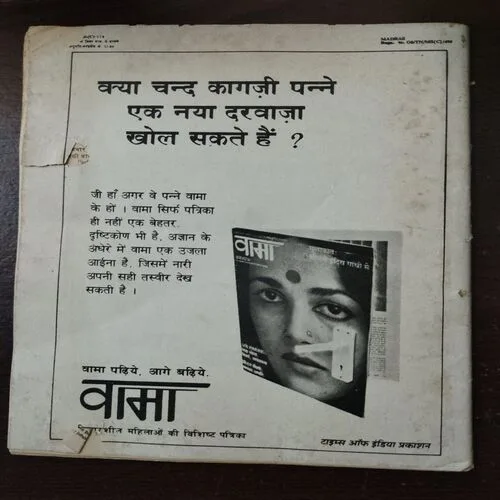 MADRAS
क्या चन्द कागज़ी पन्ने
एक नया दरवाज़ा
खोल सकते हैं ?
जी हाँ अगर वे पन्ने वामा
के हों । वामा सिर्फ पत्रिका
ही नहीं एक बेहतर
दृष्टिकोण भी है. अज्ञान के
अंधेरे में वामा एक उजला
आईना है, जिसमें नारी
अपनी सही तस्वीर देख
सकती है ।
वामा
वामा पढ़िये, आगे बढ़िये.
वामा
महिलाओं की विशिष्ट पत्रिका
टाइम्स ऑफ इंडिया प्रकाशन